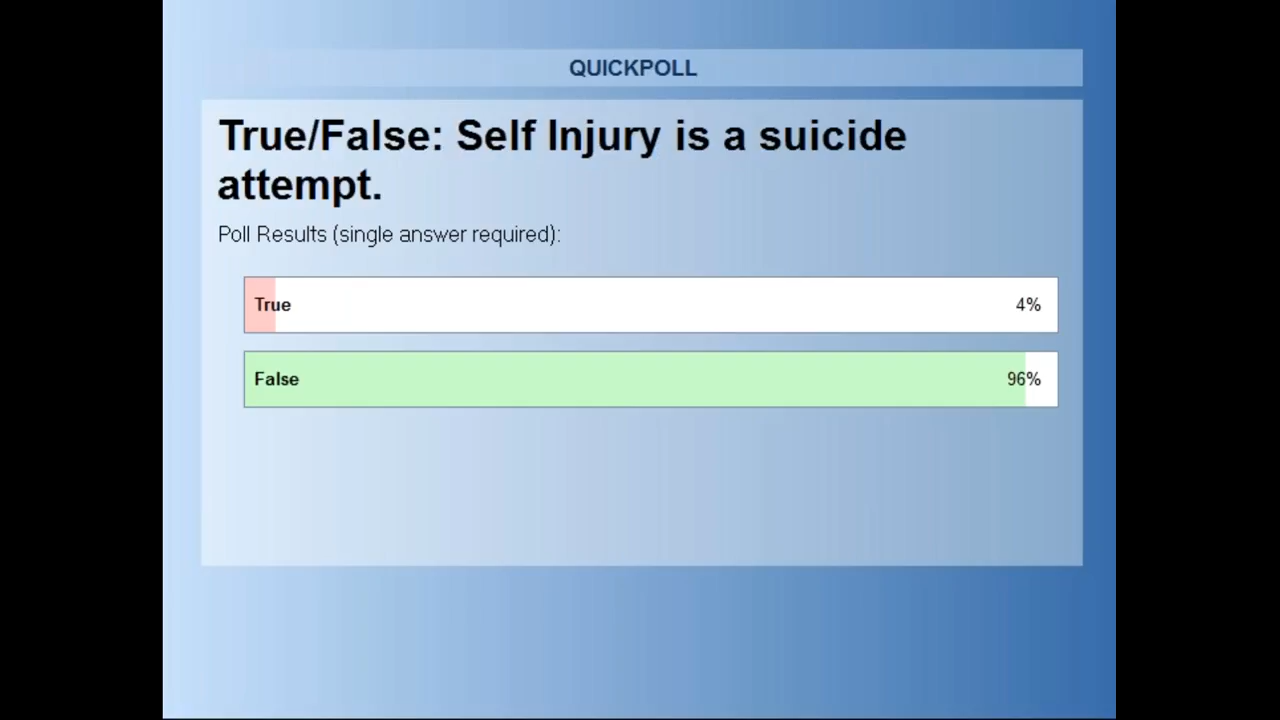 QUICKPOLL
True/False: Self Injury is a suicide
attempt.
Poll Results (single answer required):
True 4%
False 96%